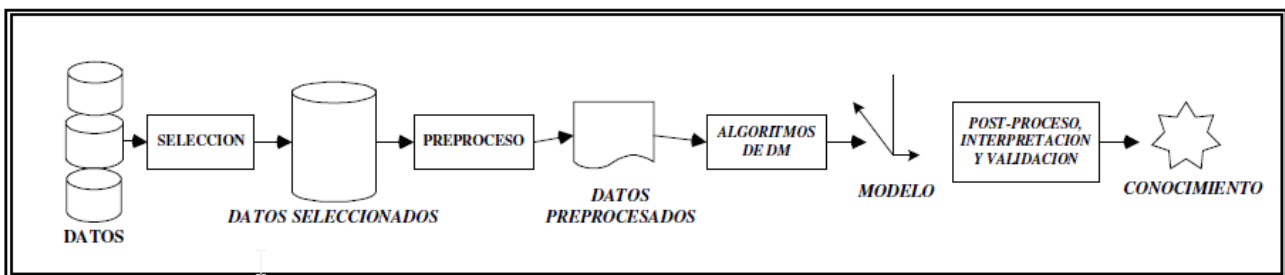 DATOS
SELECCION
DATOS SELECCIONADOS
PREPROCESO
DATOS
PREPROCESADOS
ALGORITMOS
DE DM
MODELO
POST-PROCESO,
INTERPRETACION
Y VALIDACION
CONOCIMIENTO